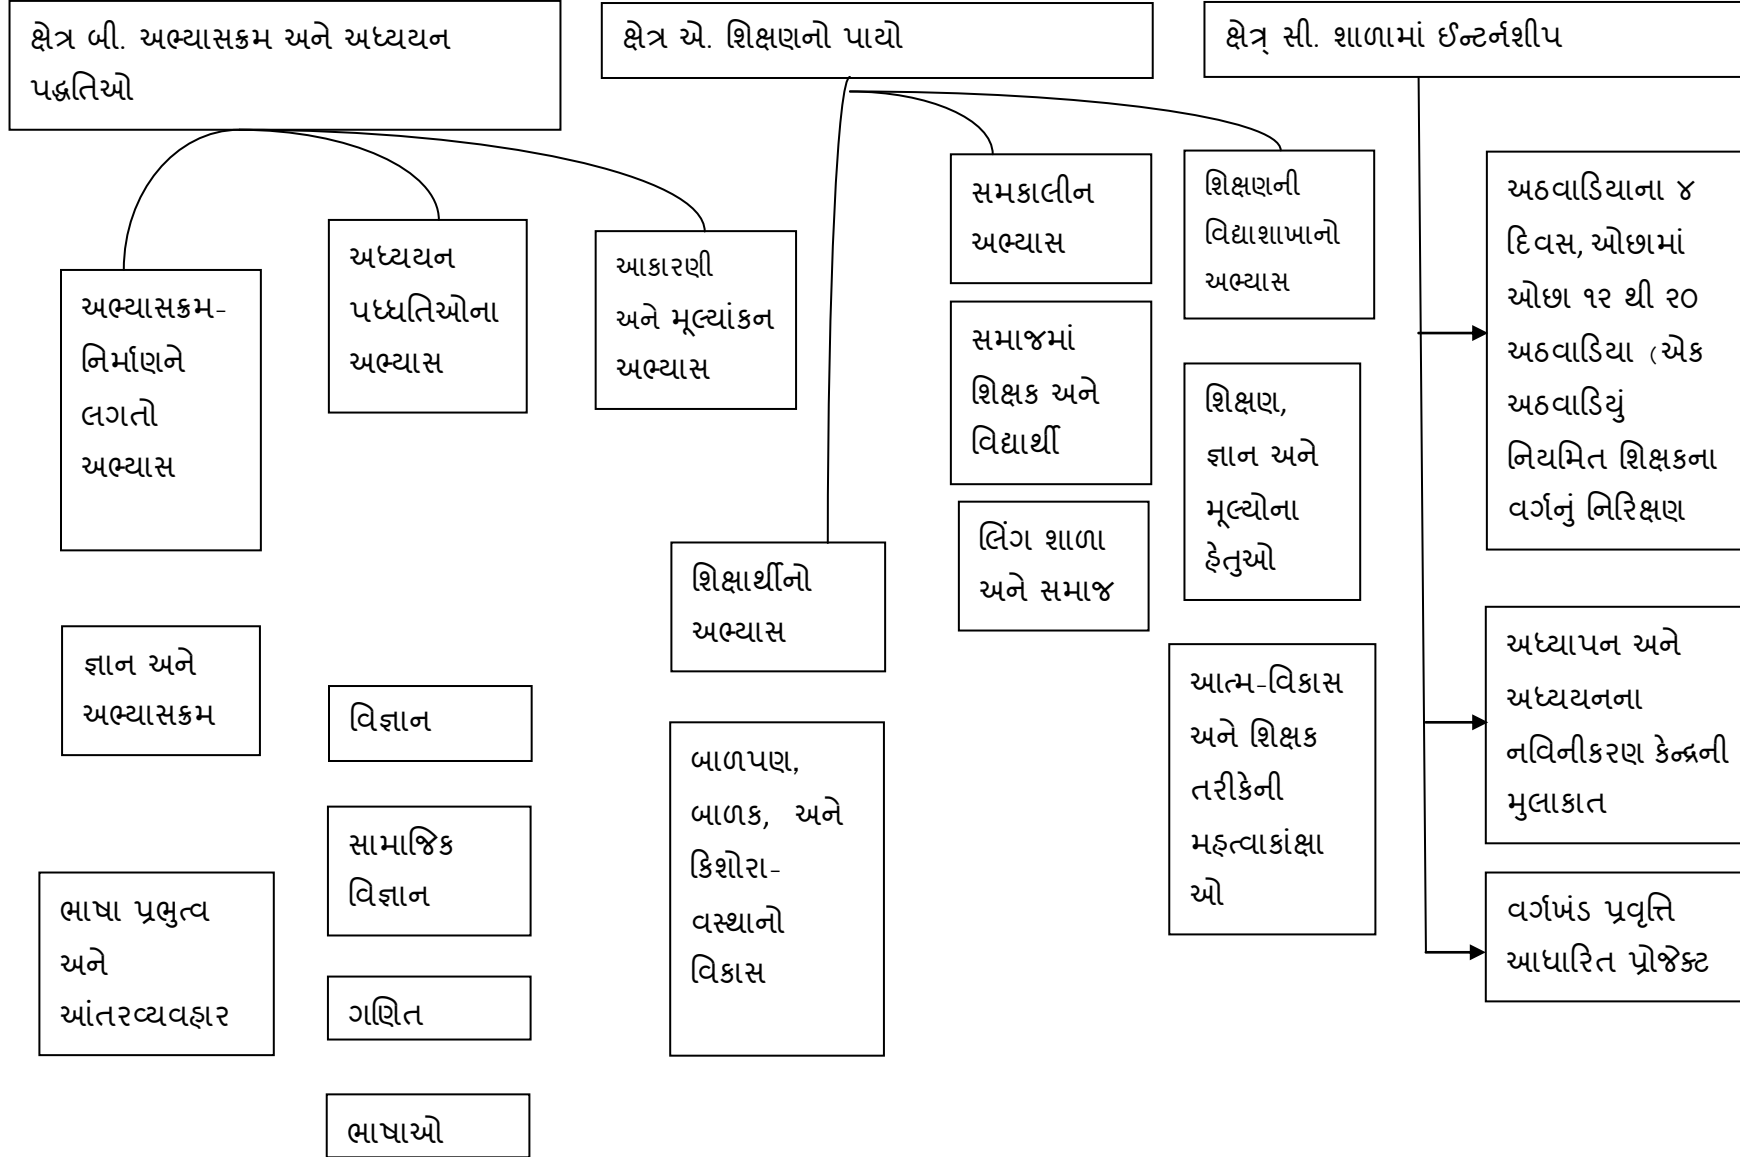 ક્ષેત્ર બી. અભ્યાસક્રમ અને અધ્યયન
પદ્ધતિઓ
ક્ષેત્ર એ. શિક્ષણનો પાયો
ક્ષેત્ર્ સી. શાળામાં ઈન્ટર્નશીપ
અભ્યાસક્રમ-
નિર્માણને
લગતો
અભ્યાસ
અધ્યયન
પધ્ધતિઓના
અભ્યાસ
આકારણી
અને મૂલ્યાંકન
અભ્યાસ
જ્ઞાન અને
અભ્યાસક્રમ
ભાષા પ્રભુત્વ
અને
આંતરવ્યવહાર
વિજ્ઞાન
સામાજિક
વિજ્ઞાન
ગણિત
ભાષાઓ
શિક્ષાર્થીનો
અભ્યાસ
બાળપણ,
બાળક, અને
કિશોરા-
વસ્થાનો
વિકાસ
સમકાલીન
અભ્યાસ
સમાજમાં
શિક્ષક અને
વિદ્યાર્થી
લિંગ શાળા
અને સમાજ
શિક્ષણની
વિદ્યાશાખાનો
અભ્યાસ
શિક્ષણ,
જ્ઞાન અને
મૂલ્યોના
હેતુઓ
આત્મ-વિકાસ
અને શિક્ષક
તરીકેની
મહત્વાકાંક્ષા
ઓ
અઠવાડિયાના ૪
દિવસ, ઓછામાં
ઓછા ૧૨ થી ૨૦
અઠવાડિયા (એક
અઠવાડિયું
નિયમિત શિક્ષકના
વર્ગનું નિરિક્ષણ
અધ્યાપન અને
અધ્યયનના
નવિનીકરણ કેન્દ્રની
મુલાકાત
વર્ગખંડ પ્રવૃત્તિ
આધારિત પ્રોજેક્ટ